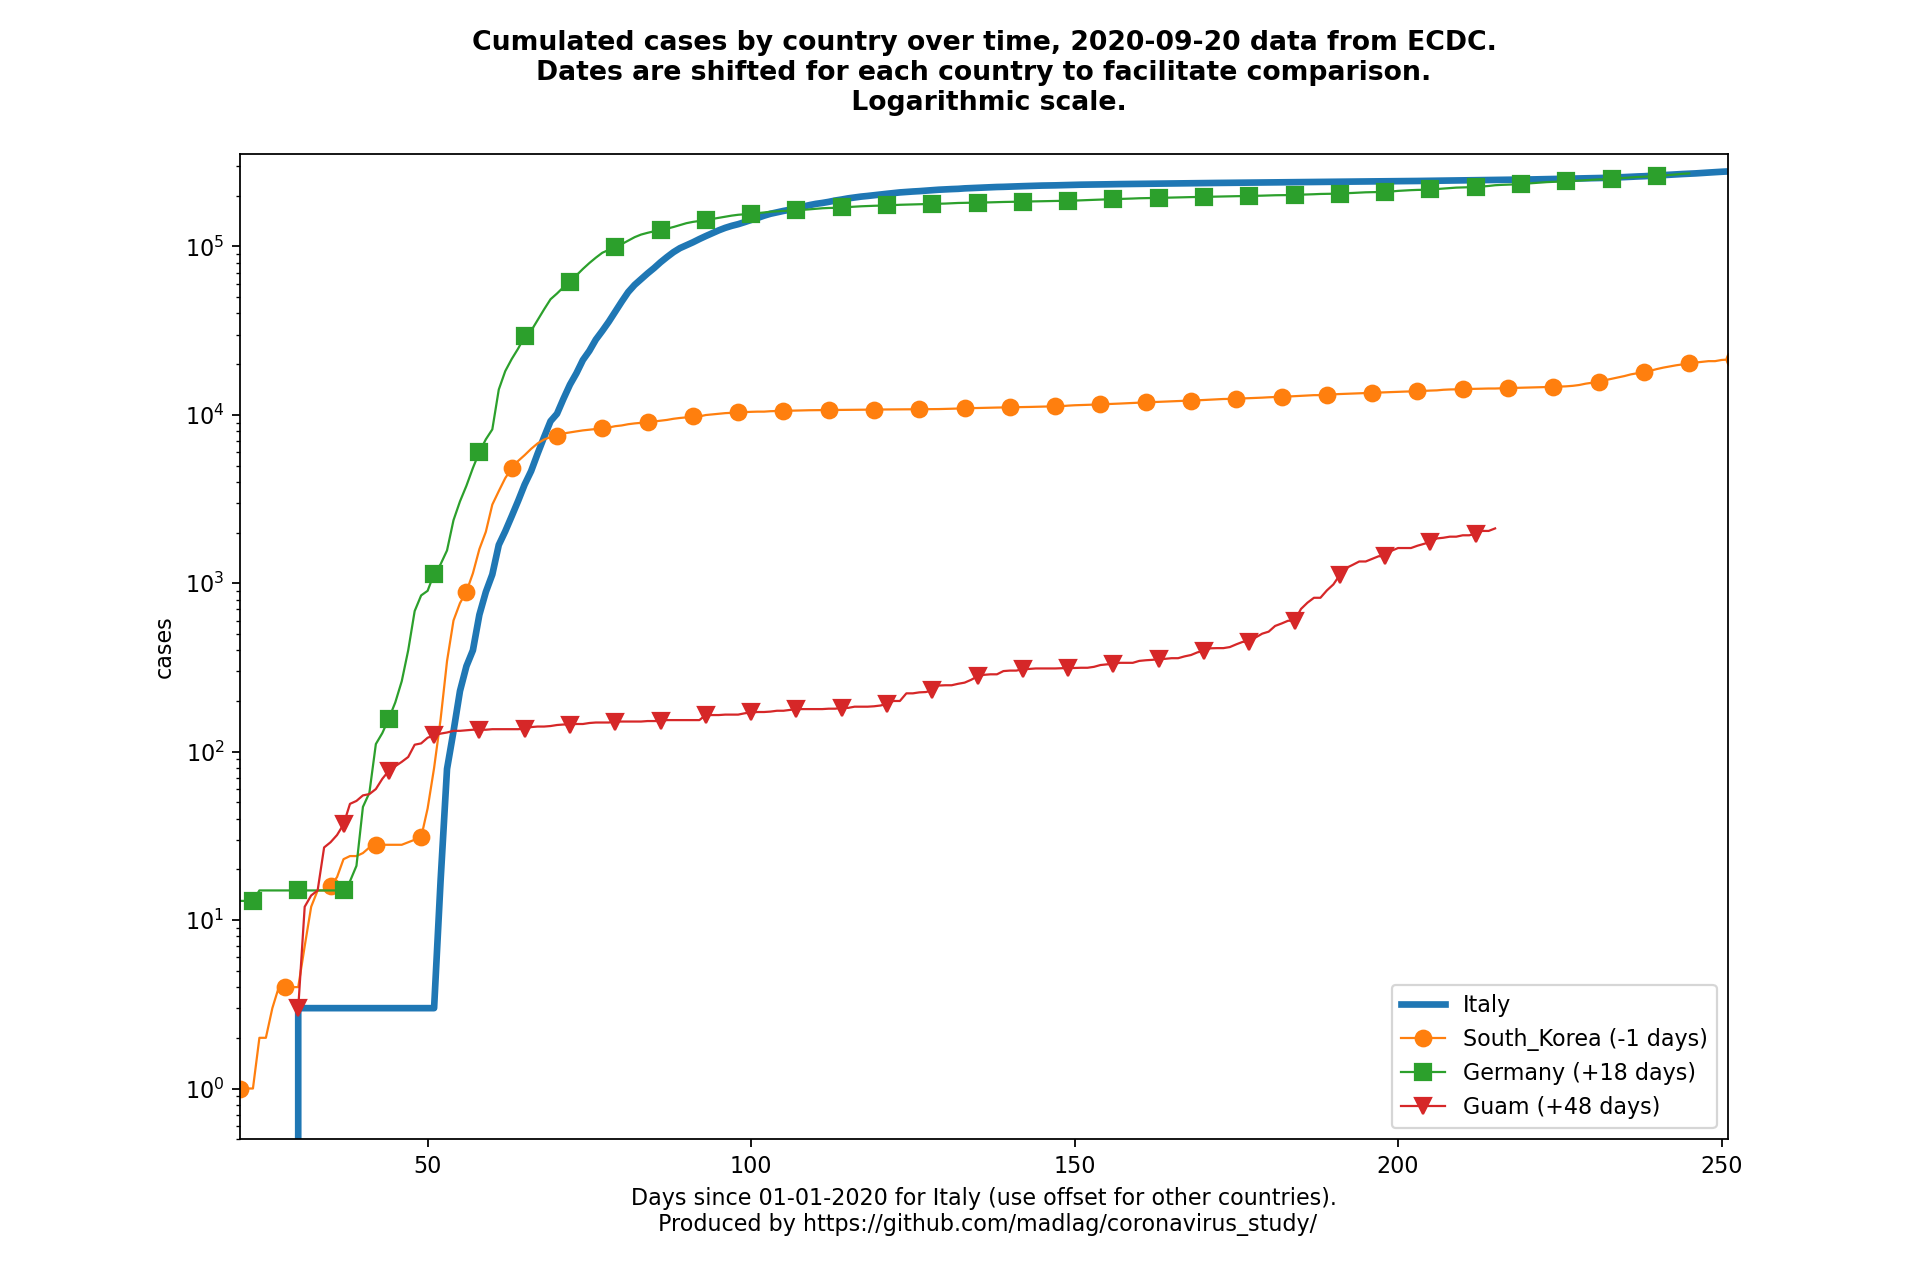 Cumulated cases by country over time, 2020-09-20 data from ECDC.
Dates are shifted for each country to facilitate comparison.
Logarithmic scale.
10^5
10^4
10^3
10^2
10^1
10^0
cases
Italy
South_Korea (-1 days)
Germany (+18 days)
Guam (+48 days)
50 100 150 200 250
Days since 01-01-2020 for Italy (use offset for other countries).
Produced by https://github.com/madlag/coronavirus_study/